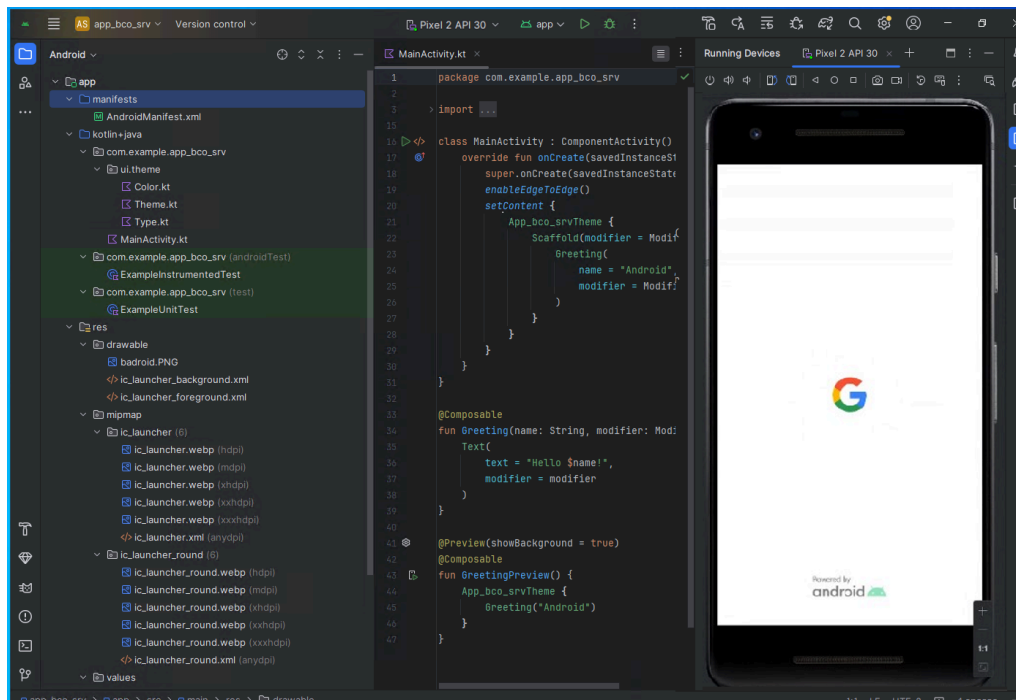 AS app_bco_srv Version control Pixel 2 API 30 app
Android
app
manifests
AndroidManifest.xml
kotlin+java
com.example.app_bco_srv
ui.theme
Color.kt
Theme.kt
Type.kt
MainActivity.kt
com.example.app_bco_srv (androidTest)
ExampleInstrumentedTest
com.example.app_bco_srv (test)
ExampleUnitTest
res
drawable
badroid.PNG
ic_launcher_background.xml
ic_launcher_foreground.xml
mipmap
ic_launcher (6)
ic_launcher.webp (hdpi)
ic_launcher.webp (mdpi)
ic_launcher.webp (xhdpi)
ic_launcher.webp (xxhdpi)
ic_launcher.webp (xxxhdpi)
ic_launcher.xml (anydpi)
ic_launcher_round (6)
ic_launcher_round.webp (hdpi)
ic_launcher_round.webp (mdpi)
ic_launcher_round.webp (xhdpi)
ic_launcher_round.webp (xxhdpi)
ic_launcher_round.webp (xxxhdpi)
ic_launcher_round.xml (anydpi)
values
MainActivity.kt
1 package com.example.app_bco_srv
2
3 import ...
15
16 class MainActivity : ComponentActivity()
17 override fun onCreate(savedInstanceSt
18 super.onCreate(savedInstanceState
19 enableEdgeToEdge()
20 setContent {
21 App_bco_srvTheme {
22 Scaffold(modifier = Modif
23 Greeting(
24 name = "Android",
25 modifier = Modif
26 )
27 }
28 }
29 }
30 }
31 }
32
33 @Composable
34 fun Greeting(name: String, modifier: Modi
35 Text(
36 text = "Hello $name!",
37 modifier = modifier
38 )
39 }
40
41 @Preview(showBackground = true)
42 @Composable
43 fun GreetingPreview() {
44 App_bco_srvTheme {
45 Greeting("Android")
46 }
47 }
Running Devices Pixel 2 API 30
G
Powered by
android
1:1